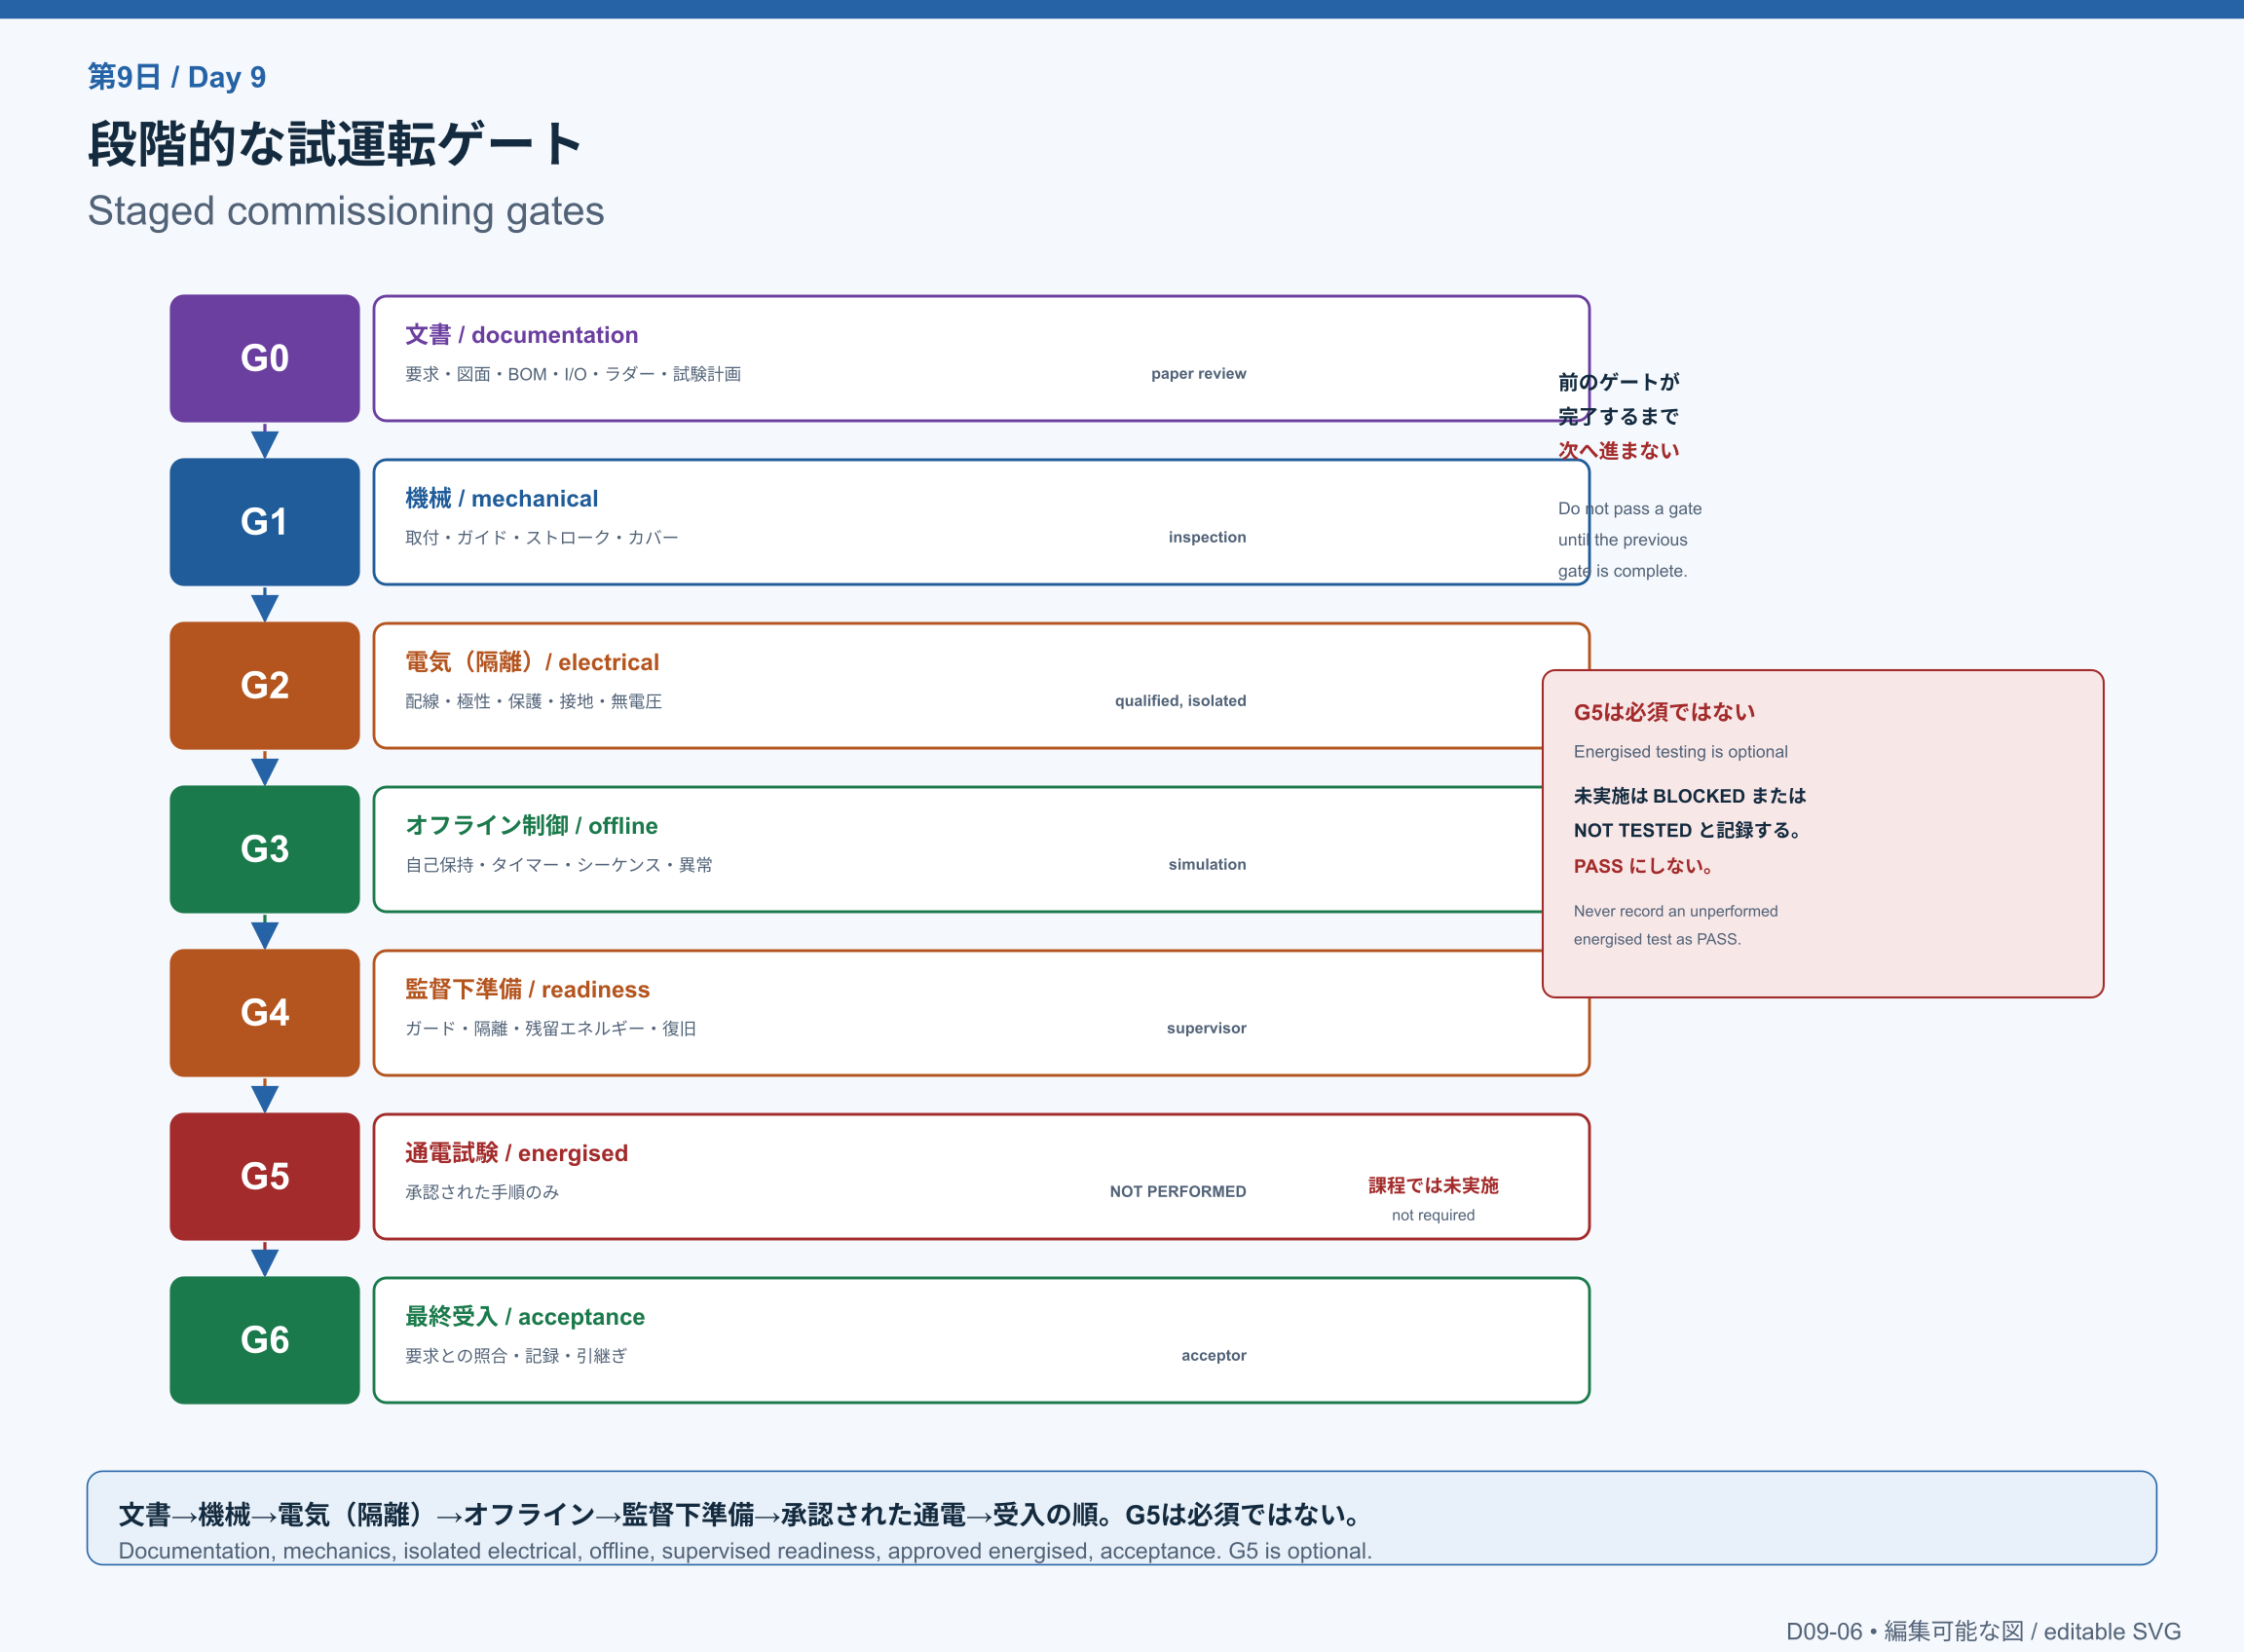 第9日 / Day 9
段階的な試運転ゲート
Staged commissioning gates
G0
文書 / documentation
要求・図面・BOM・I/O・ラダー・試験計画
paper review
前のゲートが
完了するまで
次へ進まない
G1
機械 / mechanical
取付・ガイド・ストローク・カバー
inspection
Do not pass a gate
until the previous
gate is complete.
G2
電気（隔離）/ electrical
配線・極性・保護・接地・無電圧
qualified, isolated
G5は必須ではない
Energised testing is optional
未実施は BLOCKED または
NOT TESTED と記録する。
PASS にしない。
Never record an unperformed
energised test as PASS.
G3
オフライン制御 / offline
自己保持・タイマー・シーケンス・異常
simulation
G4
監督下準備 / readiness
ガード・隔離・残留エネルギー・復旧
supervisor
G5
通電試験 / energised
承認された手順のみ
NOT PERFORMED
課程では未実施
not required
G6
最終受入 / acceptance
要求との照合・記録・引継ぎ
acceptor
文書→機械→電気（隔離）→オフライン→監督下準備→承認された通電→受入の順。G5は必須ではない。
Documentation, mechanics, isolated electrical, offline, supervised readiness, approved energised, acceptance. G5 is optional.
D09-06 • 編集可能な図 / editable SVG